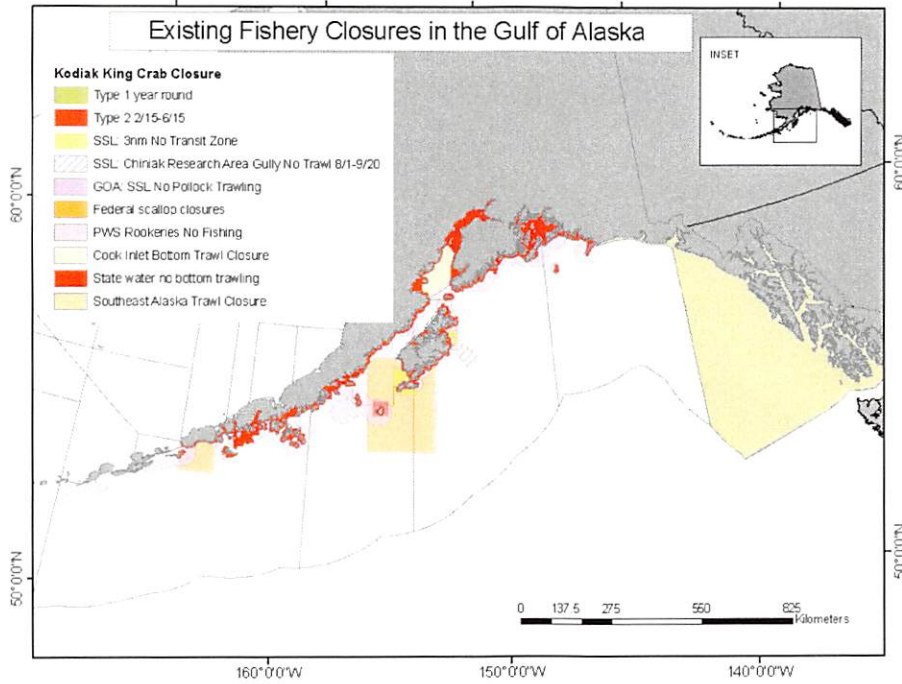 Existing Fishery Closures in the Gulf of Alaska
INSET
Kodiak King Crab Closure
Type 1 year round
Type 2 2/15-6/15
SSL: 3nm No Transit Zone
SSL: Chiniak Research Area Gully No Trawl 8/1-9/20
GOA: SSL No Pollock Trawling
Federal scallop closures
PWS Rookeries No Fishing
Cook Inlet Bottom Trawl Closure
State water no bottom trawling
Southeast Alaska Trawl Closure
60°0'0"N
60°0'0"N
50°0'0"N
50°0'0"N
0 137.5 275 550 825
Kilometers
160°0'0"W 150°0'0"W 140°0'0"W